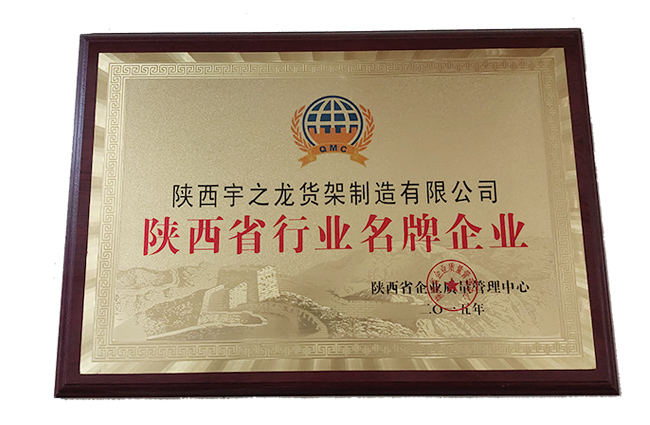 QMC
陕西宇之龙货架制造有限公司
陕西省行业名牌企业
陕西省企业质量管理中心
二〇一五年